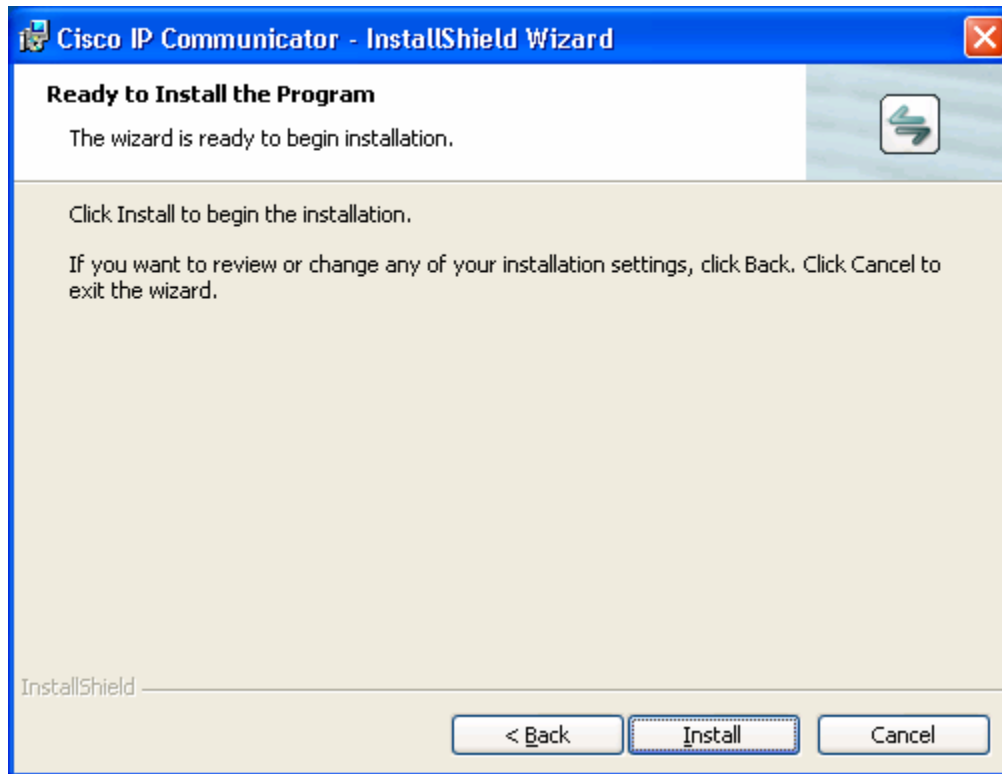 Cisco IP Communicator - InstallShield Wizard
Ready to Install the Program
The wizard is ready to begin installation.
Click Install to begin the installation.
If you want to review or change any of your installation settings, click Back. Click Cancel to
exit the wizard.
InstallShield
< Back
Install
Cancel